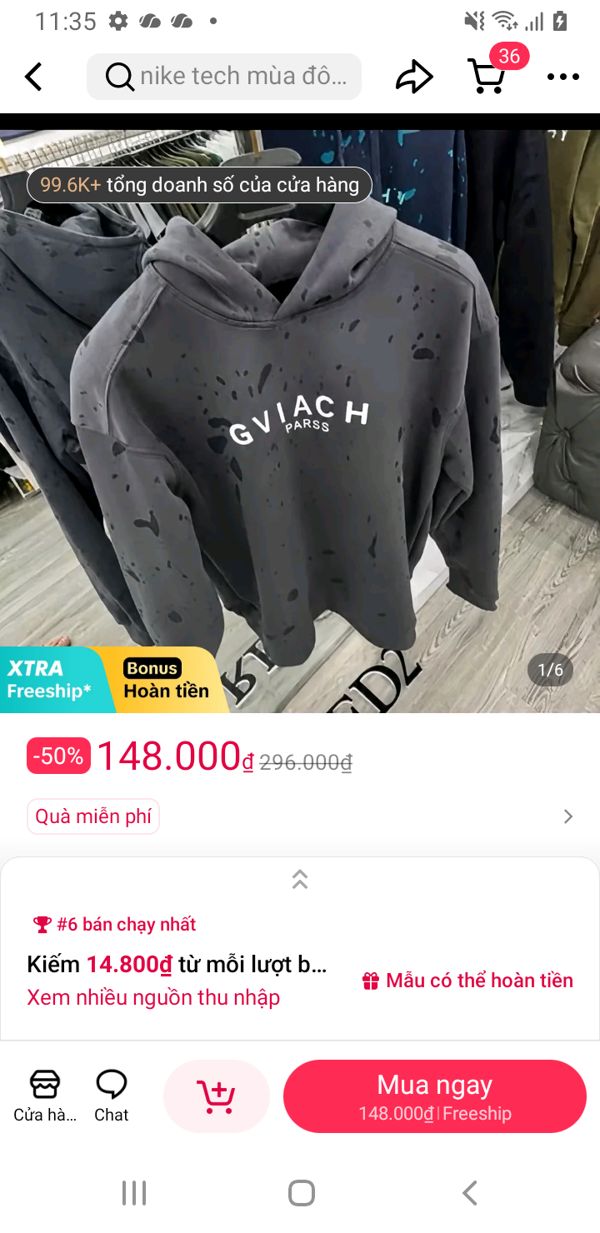 11:35
nike tech mùa đô...
36
99.6K+ tổng doanh số của cửa hàng
GVIACH
PARSS
XTRA
Freeship*
Bonus
Hoàn tiền
1/6
-50% 148.000₫ 296.000₫
Quà miễn phí
#6 bán chạy nhất
Kiếm 14.800₫ từ mỗi lượt b...
Xem nhiều nguồn thu nhập
Mẫu có thể hoàn tiền
Mua ngay
148.000₫ | Freeship
Cửa hà...
Chat